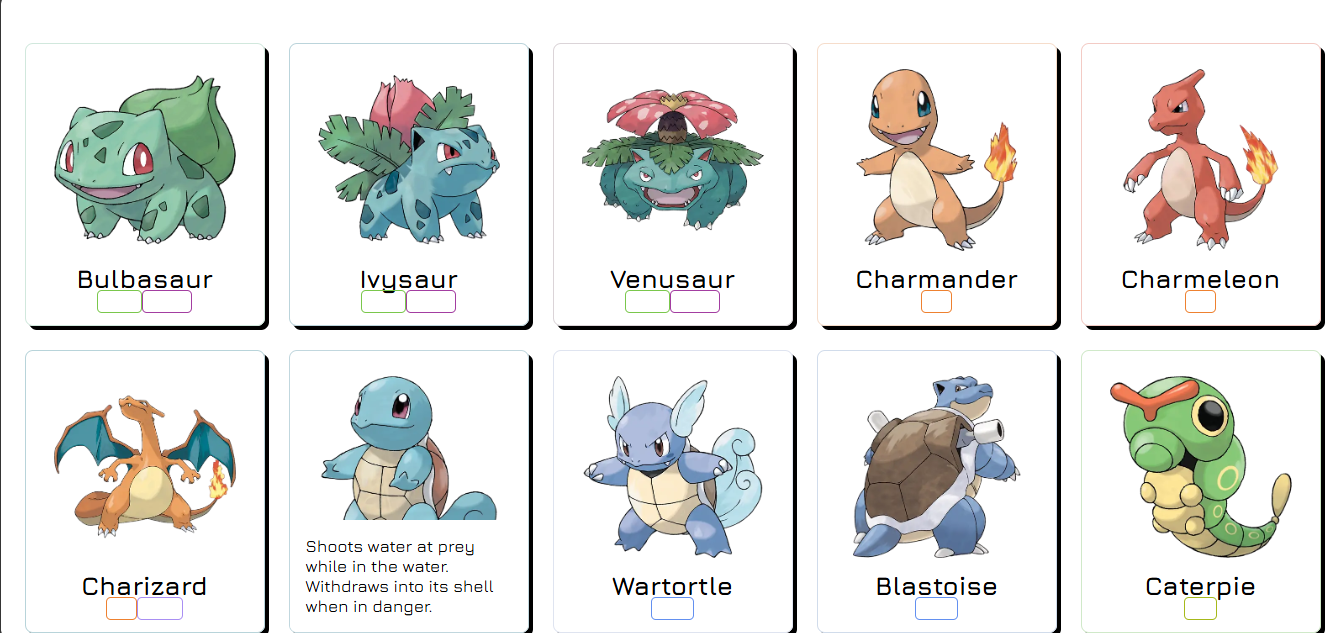 Bulbasaur
Ivysaur
Venusaur
Charmander
Charmeleon
Charizard
Shoots water at prey
while in the water.
Withdraws into its shell
when in danger.
Wartortle
Blastoise
Caterpie